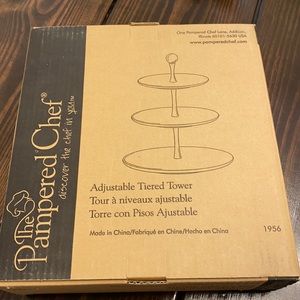 One Pampered Chef Lane, Addison,
Illinois 60101-5630 USA
www.pamperedchef.com
The
Pampered Chef®
discover the chef in you™
Adjustable Tiered Tower
Tour à niveaux ajustable
Torre con Pisos Ajustable
Made in China/Fabriqué en Chine/Hecho en China
1956